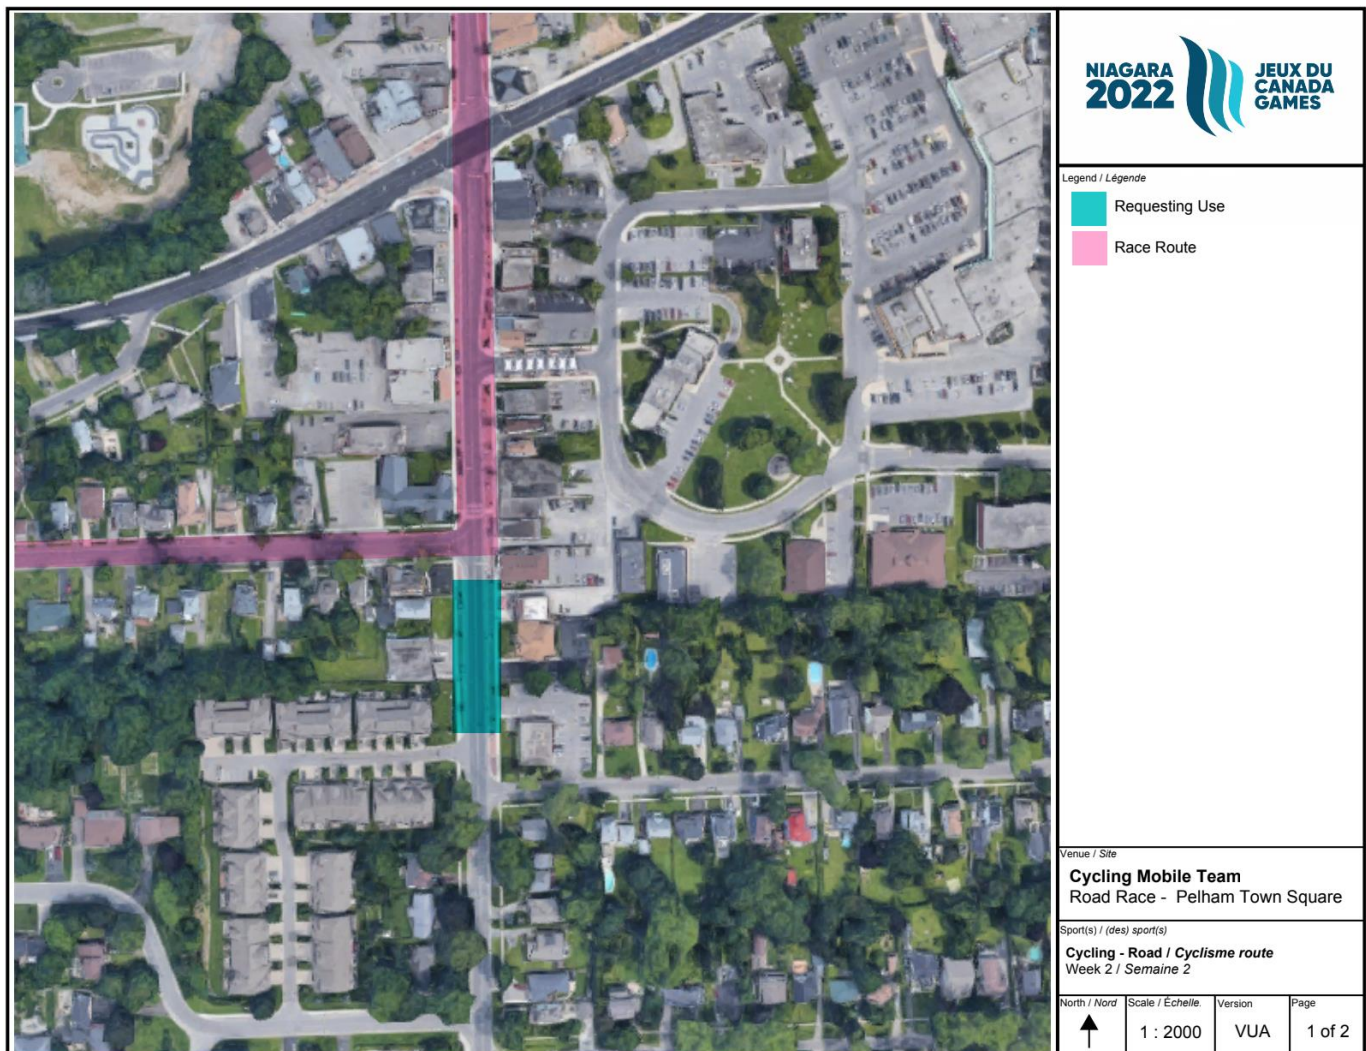 NIAGARA
2022
JEUX DU
CANADA
GAMES
Legend / Légende
Requesting Use
Race Route
Venue / Site
Cycling Mobile Team
Road Race - Pelham Town Square
Sport(s) / (des) sport(s)
Cycling - Road / Cyclisme route
Week 2 / Semaine 2
North / Nord
Scale / Échelle.
Version
Page
1 : 2000
VUA
1 of 2